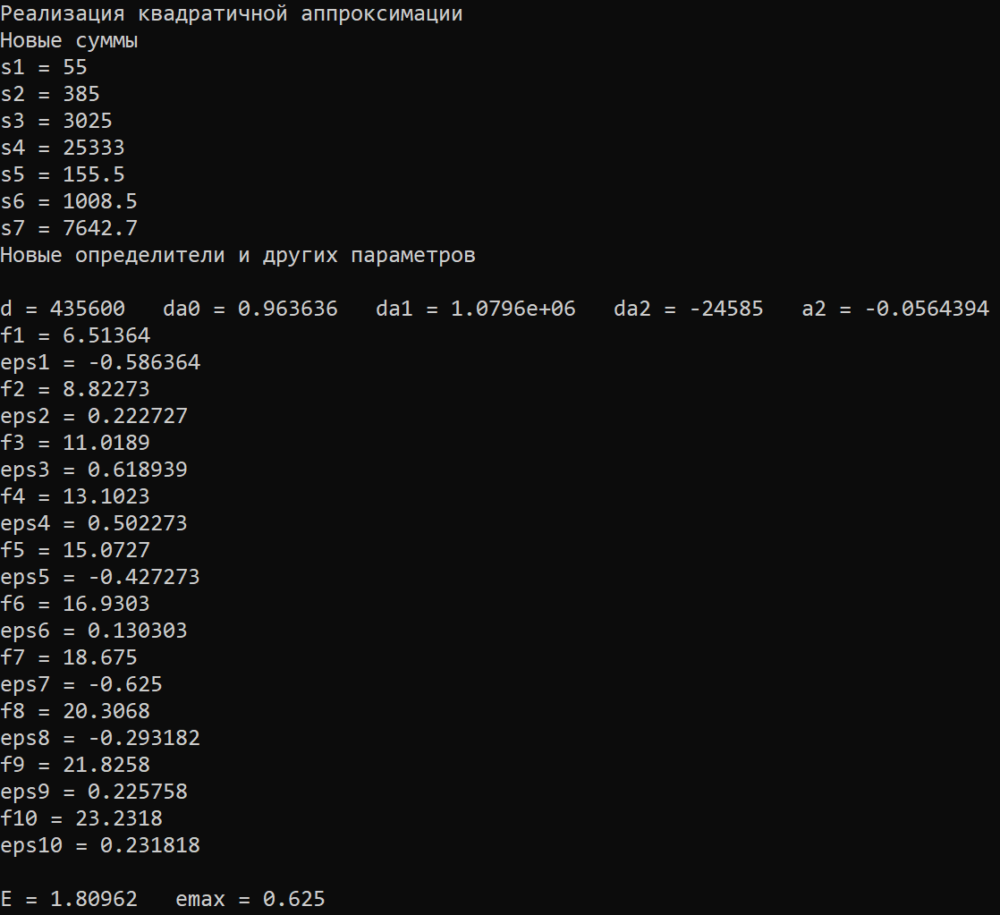 Реализация квадратичной аппроксимации
Новые суммы
s1 = 55
s2 = 385
s3 = 3025
s4 = 25333
s5 = 155.5
s6 = 1008.5
s7 = 7642.7
Новые определители и других параметров
d = 435600   da0 = 0.963636   da1 = 1.0796e+06   da2 = -24585   a2 = -0.0564394
f1 = 6.51364
eps1 = -0.586364
f2 = 8.82273
eps2 = 0.222727
f3 = 11.0189
eps3 = 0.618939
f4 = 13.1023
eps4 = 0.502273
f5 = 15.0727
eps5 = -0.427273
f6 = 16.9303
eps6 = 0.130303
f7 = 18.675
eps7 = -0.625
f8 = 20.3068
eps8 = -0.293182
f9 = 21.8258
eps9 = 0.225758
f10 = 23.2318
eps10 = 0.231818
E = 1.80962   emax = 0.625